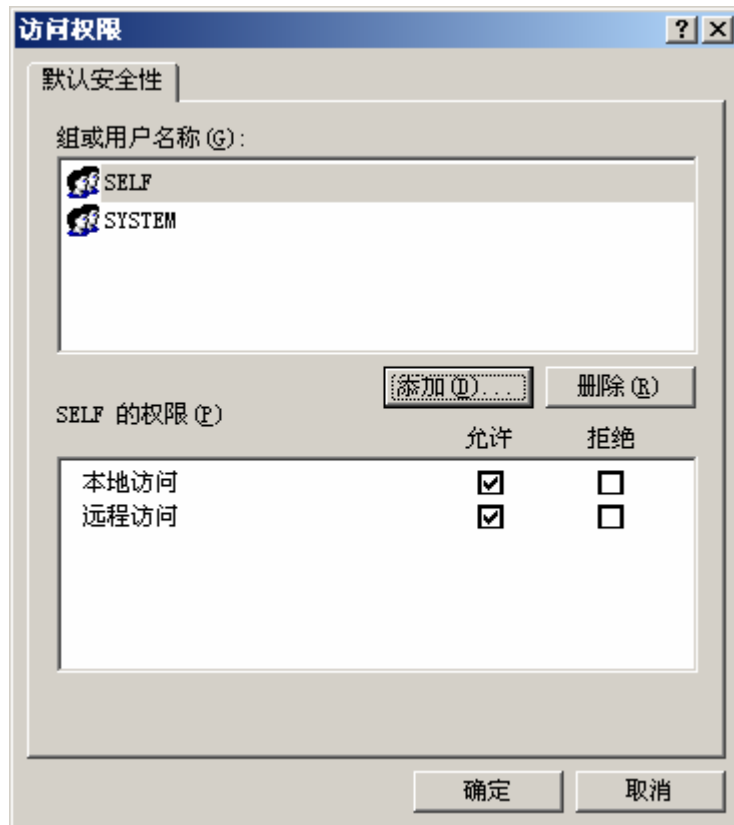 访问权限
默认安全性
组或用户名称(G):
SELF
SYSTEM
添加(D)... 删除(R)
SELF 的权限(P)
允许 拒绝
本地访问
远程访问
确定 取消